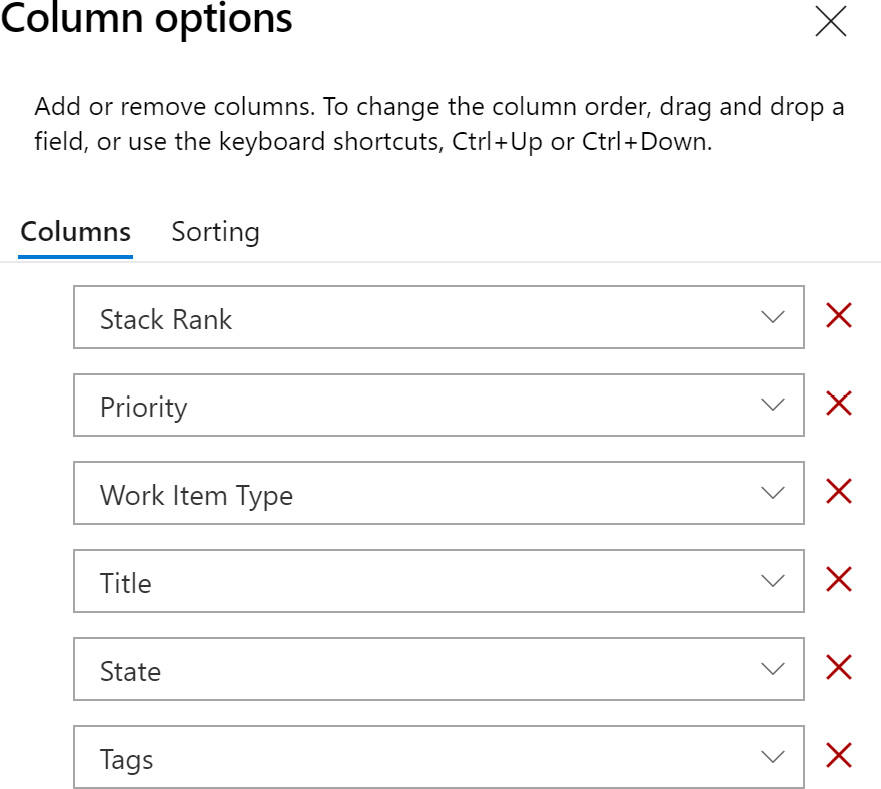 Column options
Add or remove columns. To change the column order, drag and drop a
field, or use the keyboard shortcuts, Ctrl+Up or Ctrl+Down.
Columns Sorting
Stack Rank
Priority
Work Item Type
Title
State
Tags